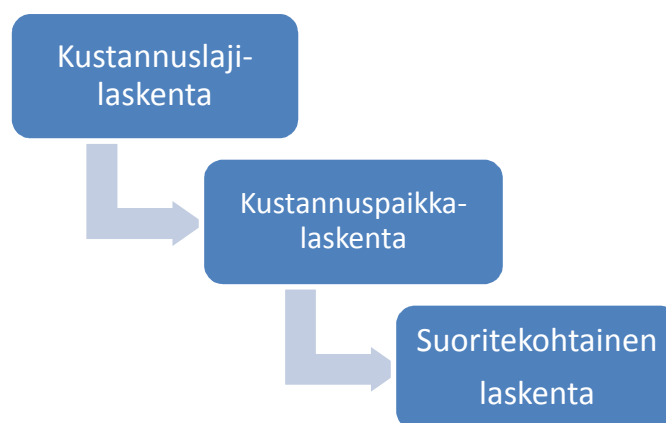 Kustannuslaji-
laskenta
Kustannuspaikka-
laskenta
Suoritekohtainen
laskenta